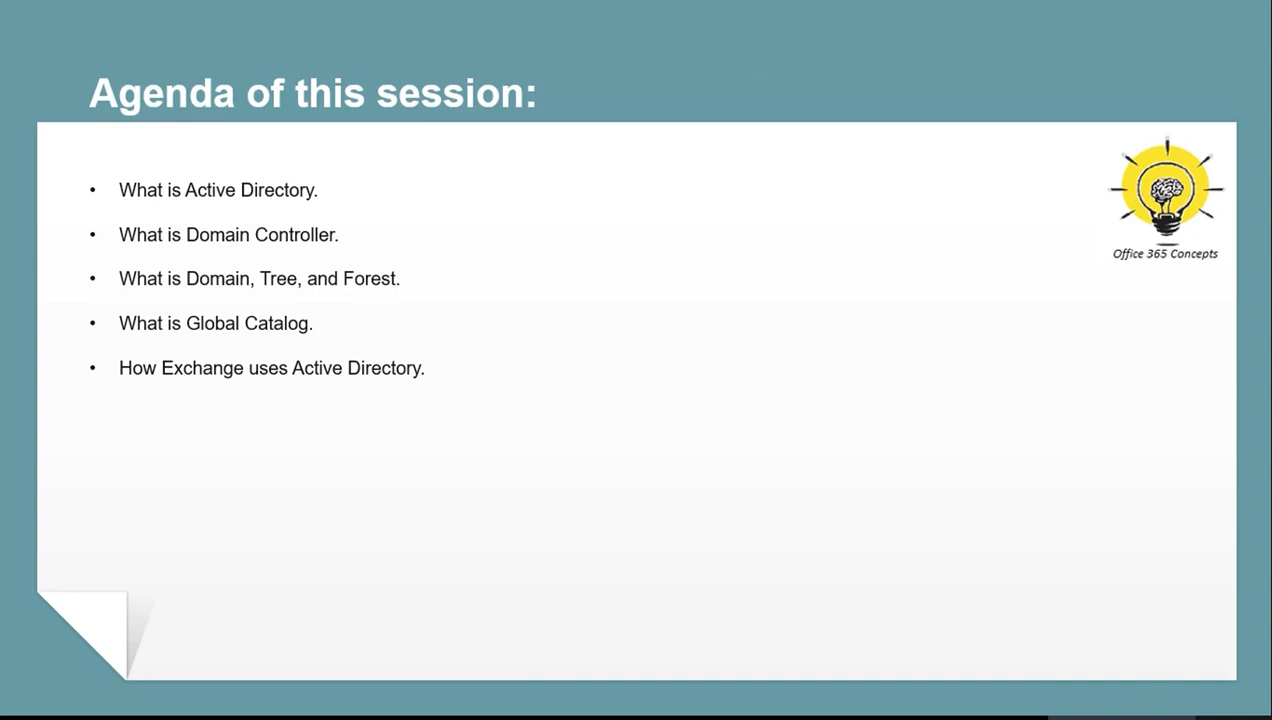 Agenda of this session:
• What is Active Directory.
• What is Domain Controller.
• What is Domain, Tree, and Forest.
• What is Global Catalog.
• How Exchange uses Active Directory.
Office 365 Concepts